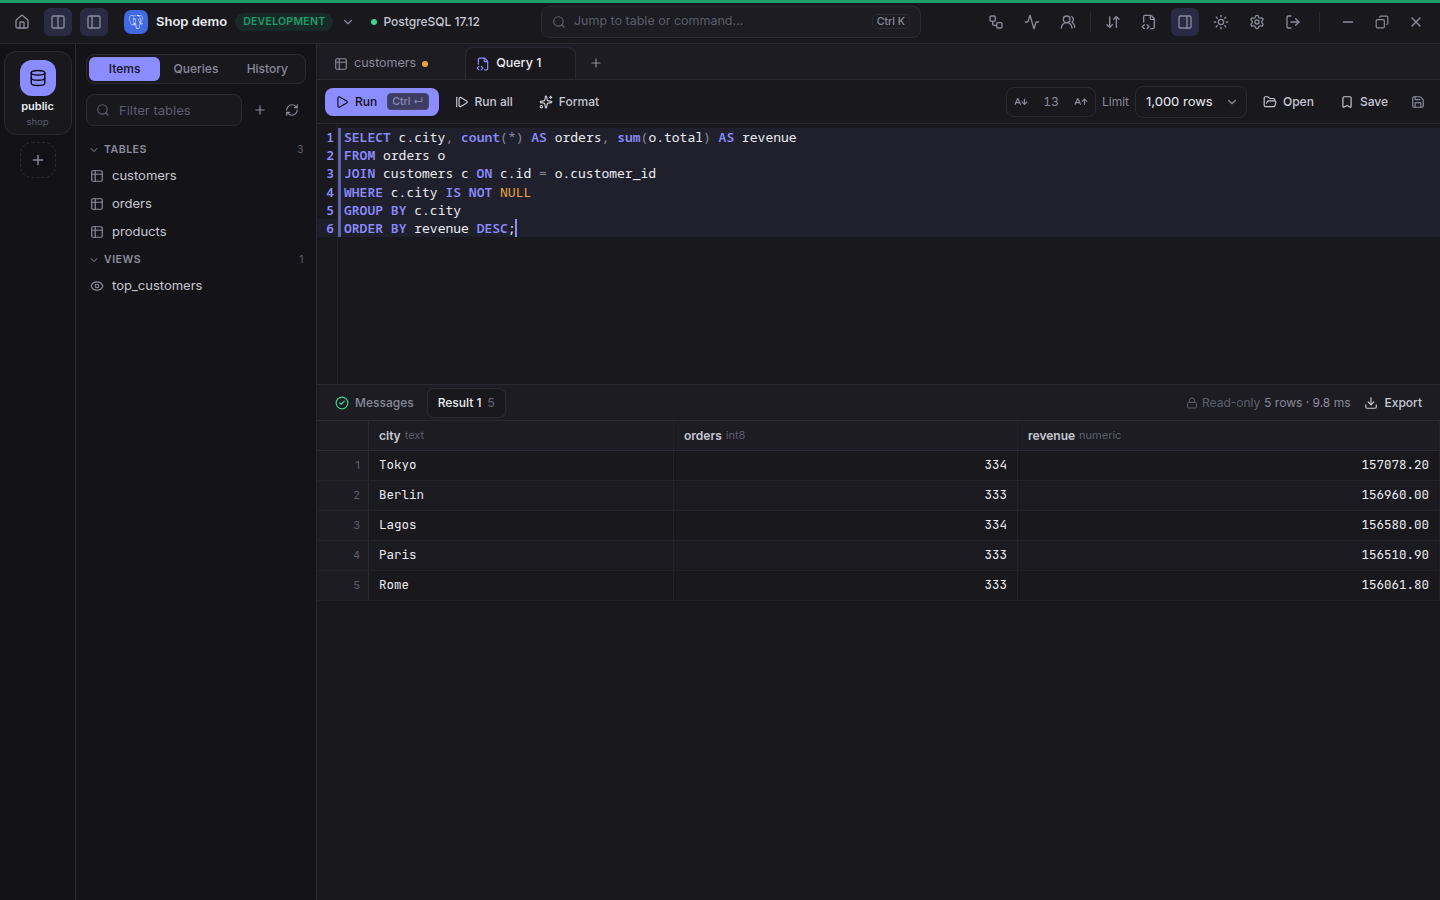 Shop demo DEVELOPMENT PostgreSQL 17.12 Jump to table or command... Ctrl K
public
shop
Items Queries History
Filter tables
TABLES 3
customers
orders
products
VIEWS 1
top_customers
customers Query 1
Run Ctrl ↵ Run all Format A↓ 13 A↑ Limit 1,000 rows Open Save
1 SELECT c.city, count(*) AS orders, sum(o.total) AS revenue
2 FROM orders o
3 JOIN customers c ON c.id = o.customer_id
4 WHERE c.city IS NOT NULL
5 GROUP BY c.city
6 ORDER BY revenue DESC;
Messages Result 1 5 Read-only 5 rows · 9.8 ms Export
city text orders int8 revenue numeric
1 Tokyo 334 157078.20
2 Berlin 333 156960.00
3 Lagos 334 156580.00
4 Paris 333 156510.90
5 Rome 333 156061.80